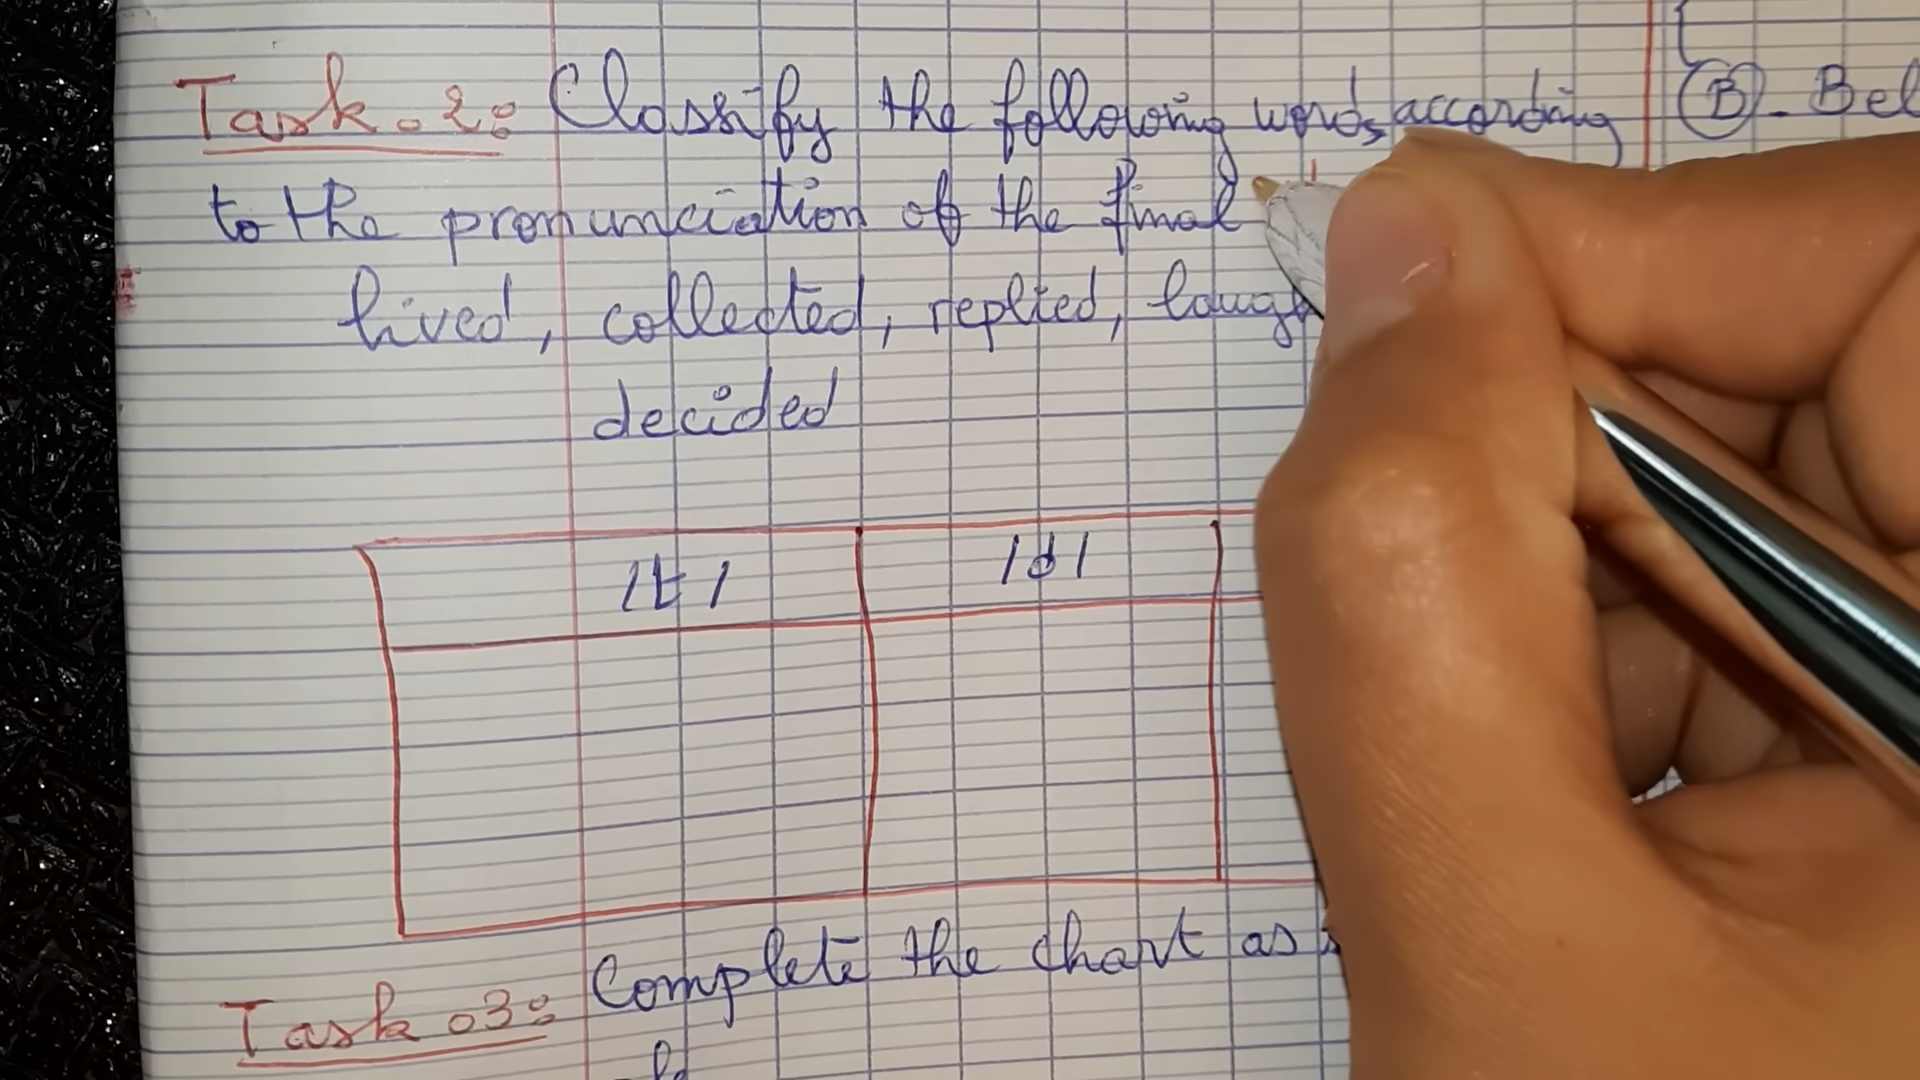 Task.2: Classify the following words according
to the pronunciation of the final
lived, collected, replied, laugh
decided
/t/ /d/
Complete the chart as
Task 03:
(B)- Bel